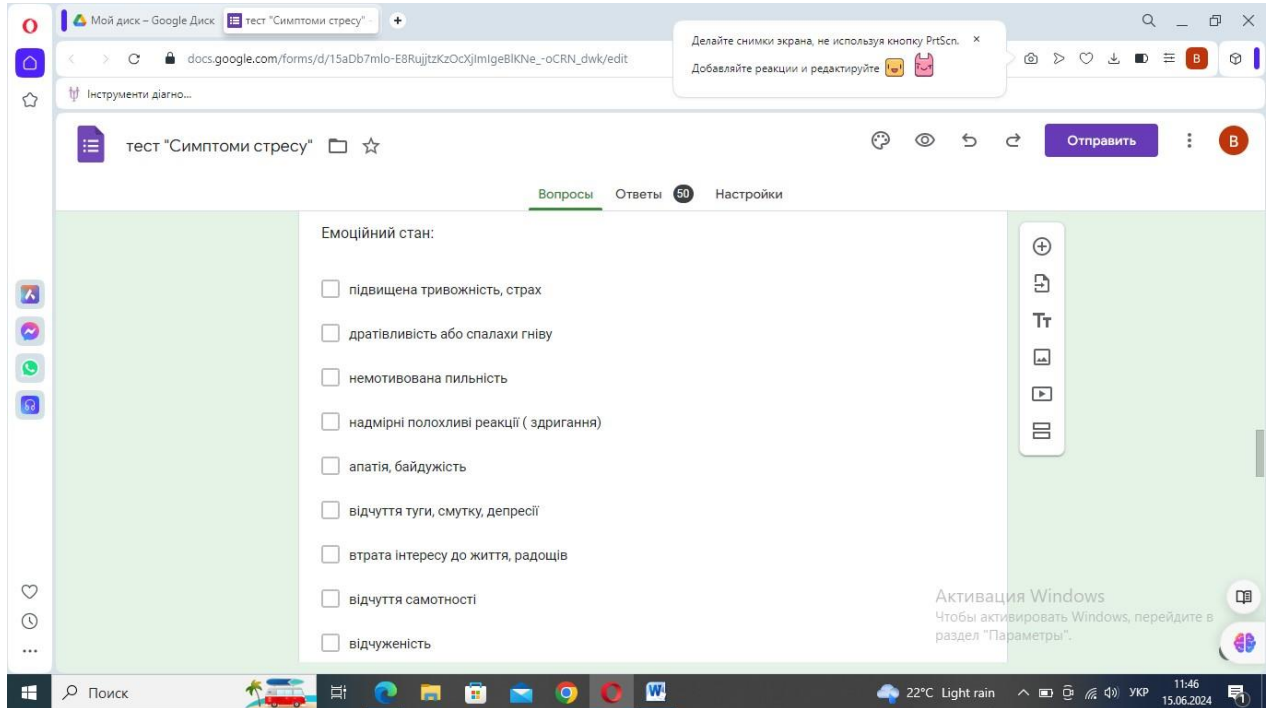 Мой диск – Google Диск
тест "Симптоми стресу"
docs.google.com/forms/d/15aDb7mlo-E8RujjtzKzOcXjImIgeBlKNe_-oCRN_dwk/edit
Делайте снимки экрана, не используя кнопку PrtScn.
Добавляйте реакции и редактируйте
B
Інструменти діагно...
тест "Симптоми стресу"
Отправить
B
Вопросы Ответы 50 Настройки
Емоційний стан:
підвищена тривожність, страх
дратівливість або спалахи гніву
немотивована пильність
надмірні полохливі реакції ( здригання)
апатія, байдужість
відчуття туги, смутку, депресії
втрата інтересу до життя, радощів
відчуття самотності
відчуженість
Активация Windows
Чтобы активировать Windows, перейдите в
раздел "Параметры".
Поиск
22°C Light rain
УКР
11:46
15.06.2024